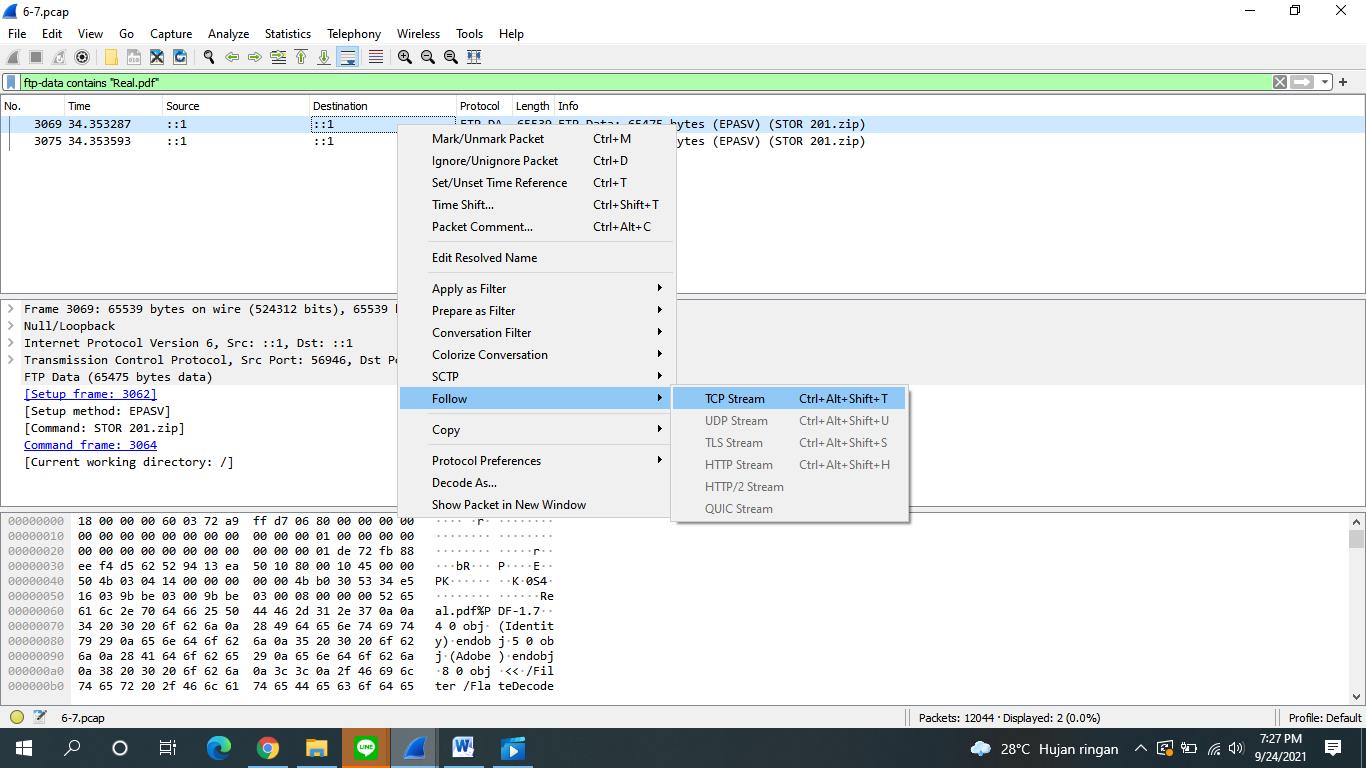 6-7.pcap
File Edit View Go Capture Analyze Statistics Telephony Wireless Tools Help
ftp-data contains "Real.pdf"
No. Time Source Destination Protocol Length Info
3069 34.353287 ::1 ::1 FTP-DA… 65539 FTP Data: 65475 bytes (EPASV) (STOR 201.zip)
3075 34.353593 ::1 ::1 ytes (EPASV) (STOR 201.zip)
Mark/Unmark Packet Ctrl+M
Ignore/Unignore Packet Ctrl+D
Set/Unset Time Reference Ctrl+T
Time Shift... Ctrl+Shift+T
Packet Comment... Ctrl+Alt+C
Edit Resolved Name
Apply as Filter
Prepare as Filter
Conversation Filter
Colorize Conversation
SCTP
Follow
Copy
Protocol Preferences
Decode As...
Show Packet in New Window
TCP Stream Ctrl+Alt+Shift+T
UDP Stream Ctrl+Alt+Shift+U
TLS Stream Ctrl+Alt+Shift+S
HTTP Stream Ctrl+Alt+Shift+H
HTTP/2 Stream
QUIC Stream
Frame 3069: 65539 bytes on wire (524312 bits), 65539
Null/Loopback
Internet Protocol Version 6, Src: ::1, Dst: ::1
Transmission Control Protocol, Src Port: 56946, Dst Po
FTP Data (65475 bytes data)
[Setup frame: 3062]
[Setup method: EPASV]
[Command: STOR 201.zip]
Command frame: 3064
[Current working directory: /]
00000000 18 00 00 00 60 03 72 a9 ff d7 06 80 00 00 00 00 ····`·r· ········
00000010 00 00 00 00 00 00 00 00 00 00 00 01 00 00 00 00 ········ ········
00000020 00 00 00 00 00 00 00 00 00 00 00 01 de 72 fb 88 ········ ·····r··
00000030 ee f4 d5 62 52 94 13 ea 50 10 80 00 10 45 00 00 ···bR··· P····E··
00000040 50 4b 03 04 14 00 00 00 00 00 4b b0 30 53 34 e5 PK······ ··K·0S4·
00000050 16 03 9b be 03 00 9b be 03 00 08 00 00 00 52 65 ········ ······Re
00000060 61 6c 2e 70 64 66 25 50 44 46 2d 31 2e 37 0a 0a al.pdf%P DF-1.7··
00000070 34 20 30 20 6f 62 6a 0a 28 49 64 65 6e 74 69 74 4 0 obj· (Identit
00000080 79 29 0a 65 6e 64 6f 62 6a 0a 35 20 30 20 6f 62 y)·endob j·5 0 ob
00000090 6a 0a 28 41 64 6f 62 65 29 0a 65 6e 64 6f 62 6a j·(Adobe )·endobj
000000a0 0a 38 20 30 20 6f 62 6a 0a 3c 3c 0a 2f 46 69 6c ·8 0 obj ·<<·/Fil
000000b0 74 65 72 20 2f 46 6c 61 74 65 44 65 63 6f 64 65 ter /Fla teDecode
6-7.pcap Packets: 12044 · Displayed: 2 (0.0%) Profile: Default
28°C Hujan ringan
7:27 PM
9/24/2021